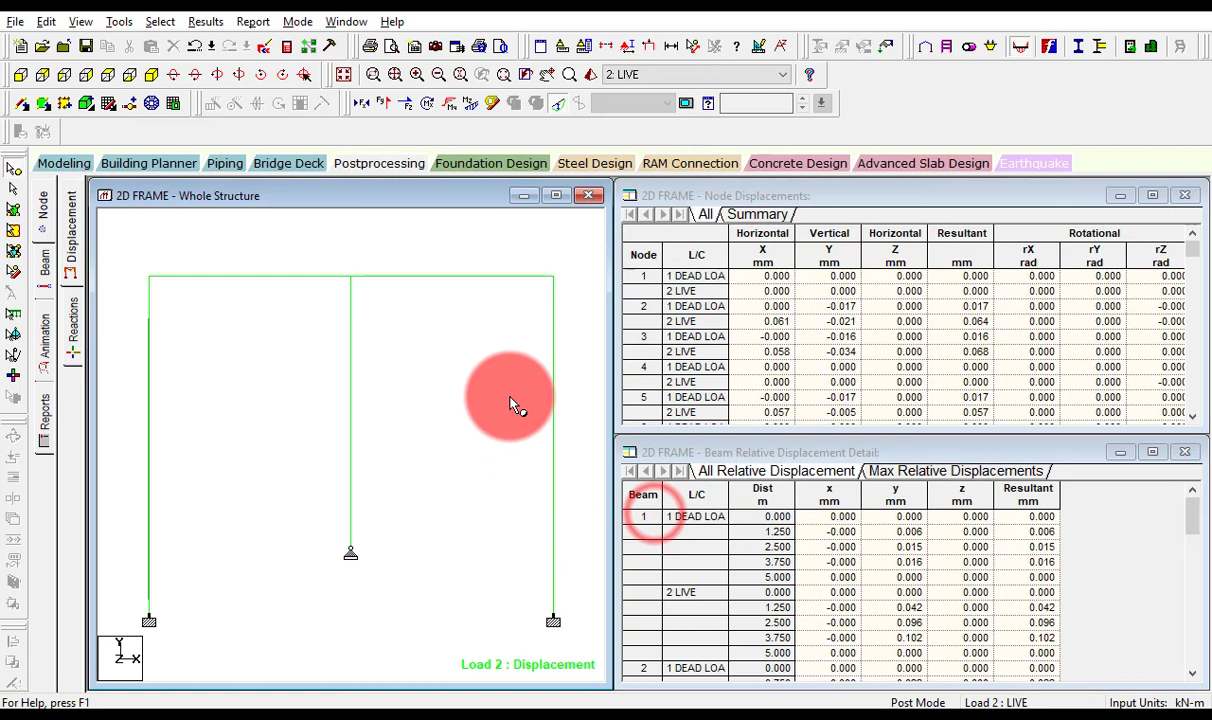 File Edit View Tools Select Results Report Mode Window Help
2: LIVE
Modeling Building Planner Piping Bridge Deck Postprocessing Foundation Design Steel Design RAM Connection Concrete Design Advanced Slab Design Earthquake
Node
Beam
Animation
Reports
Displacement
Reactions
2D FRAME - Whole Structure
Y
Z X
Load 2 : Displacement
2D FRAME - Node Displacements:
All Summary
Horizontal Vertical Horizontal Resultant Rotational
Node L/C X mm Y mm Z mm mm rX rad rY rad rZ rad
1 1 DEAD LOA 0.000 0.000 0.000 0.000 0.000 0.000 0.000
2 LIVE 0.000 0.000 0.000 0.000 0.000 0.000 0.000
2 1 DEAD LOA 0.000 -0.017 0.000 0.017 0.000 0.000 -0.000
2 LIVE 0.061 -0.021 0.000 0.064 0.000 0.000 -0.000
3 1 DEAD LOA -0.000 -0.016 0.000 0.016 0.000 0.000 0.000
2 LIVE 0.058 -0.034 0.000 0.068 0.000 0.000 0.000
4 1 DEAD LOA 0.000 0.000 0.000 0.000 0.000 0.000 0.000
2 LIVE 0.000 0.000 0.000 0.000 0.000 0.000 -0.000
5 1 DEAD LOA -0.000 -0.017 0.000 0.017 0.000 0.000 0.000
2 LIVE 0.057 -0.005 0.000 0.057 0.000 0.000 0.000
2D FRAME - Beam Relative Displacement Detail:
All Relative Displacement Max Relative Displacements
Beam L/C Dist m x mm y mm z mm Resultant mm
1 1 DEAD LOA 0.000 0.000 0.000 0.000 0.000
1.250 -0.000 0.006 0.000 0.006
2.500 -0.000 0.015 0.000 0.015
3.750 -0.000 0.016 0.000 0.016
5.000 0.000 0.000 0.000 0.000
2 LIVE 0.000 0.000 0.000 0.000 0.000
1.250 -0.000 0.042 0.000 0.042
2.500 -0.000 0.096 0.000 0.096
3.750 -0.000 0.102 0.000 0.102
5.000 0.000 0.000 0.000 0.000
2 1 DEAD LOA 0.000 0.000 0.000 0.000 0.000
For Help, press F1
Post Mode Load 2 : LIVE Input Units: kN-m